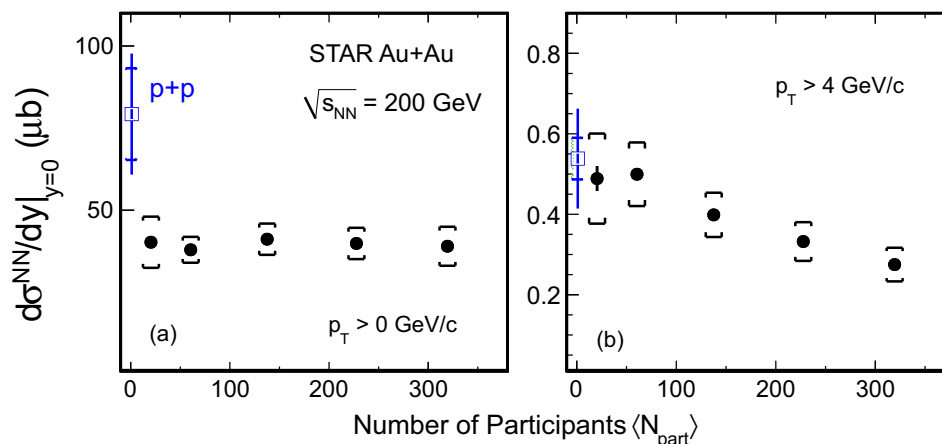 dσ^NN/dy|_y=0 (μb)
100
50
p+p
STAR Au+Au
√s_NN = 200 GeV
(a)
p_T > 0 GeV/c
0 100 200 300
0.8
0.6
0.4
0.2
p_T > 4 GeV/c
(b)
0 100 200 300
Number of Participants ⟨N_part⟩